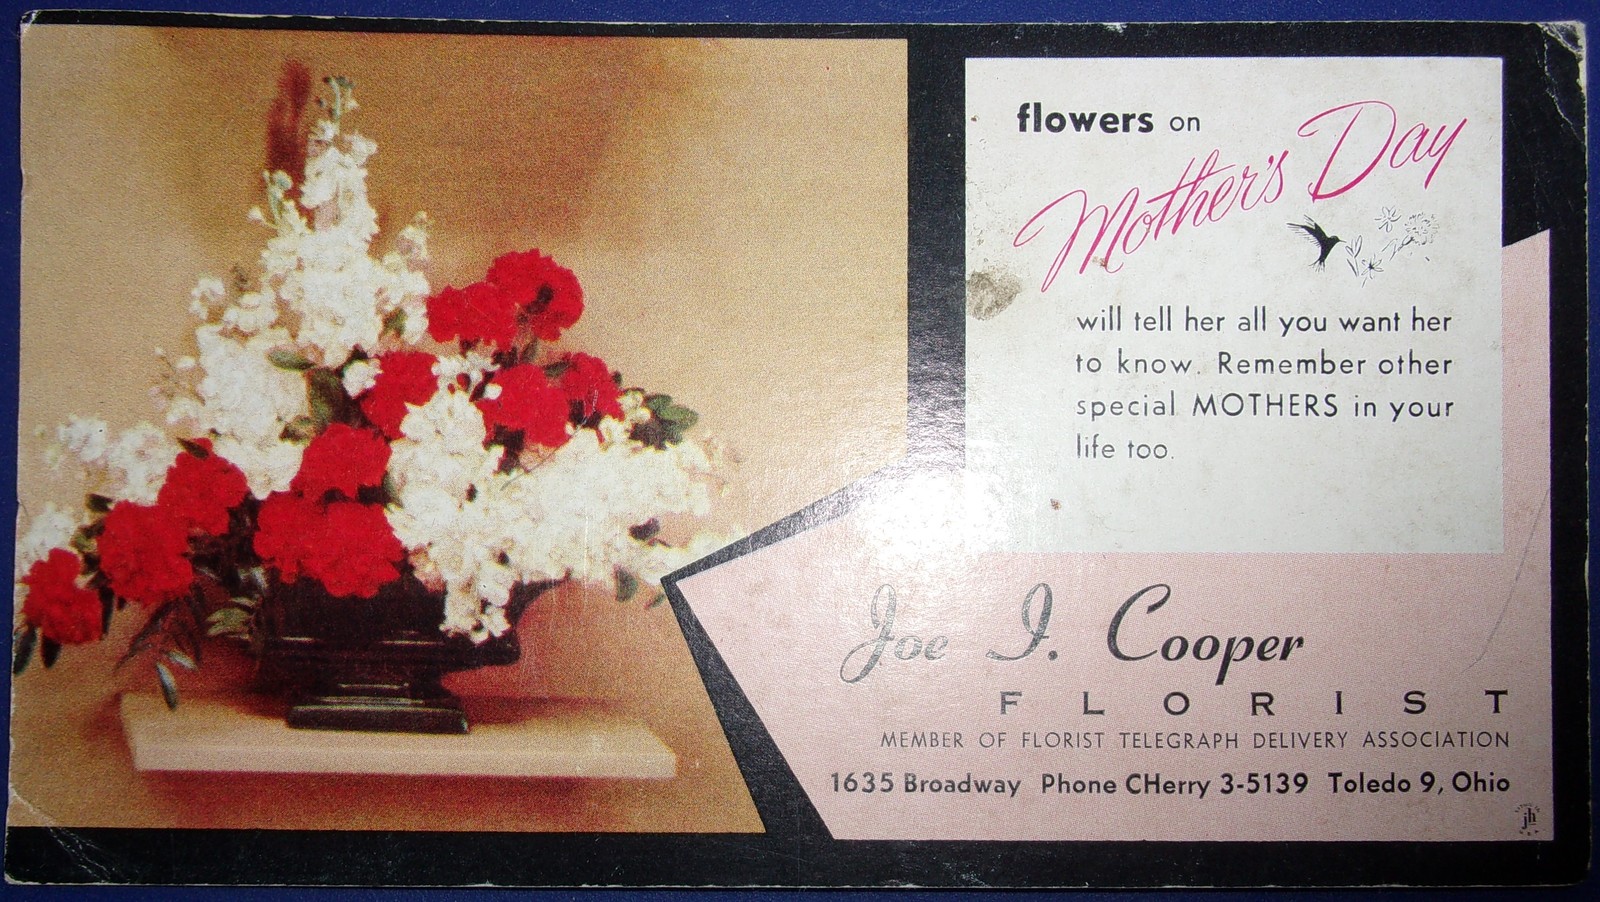 flowers on
Mother's Day
will tell her all you want her
to know. Remember other
special MOTHERS in your
life too.
Joe I. Cooper
FLORIST
MEMBER OF FLORIST TELEGRAPH DELIVERY ASSOCIATION
1635 Broadway Phone CHerry 3-5139 Toledo 9, Ohio
jh